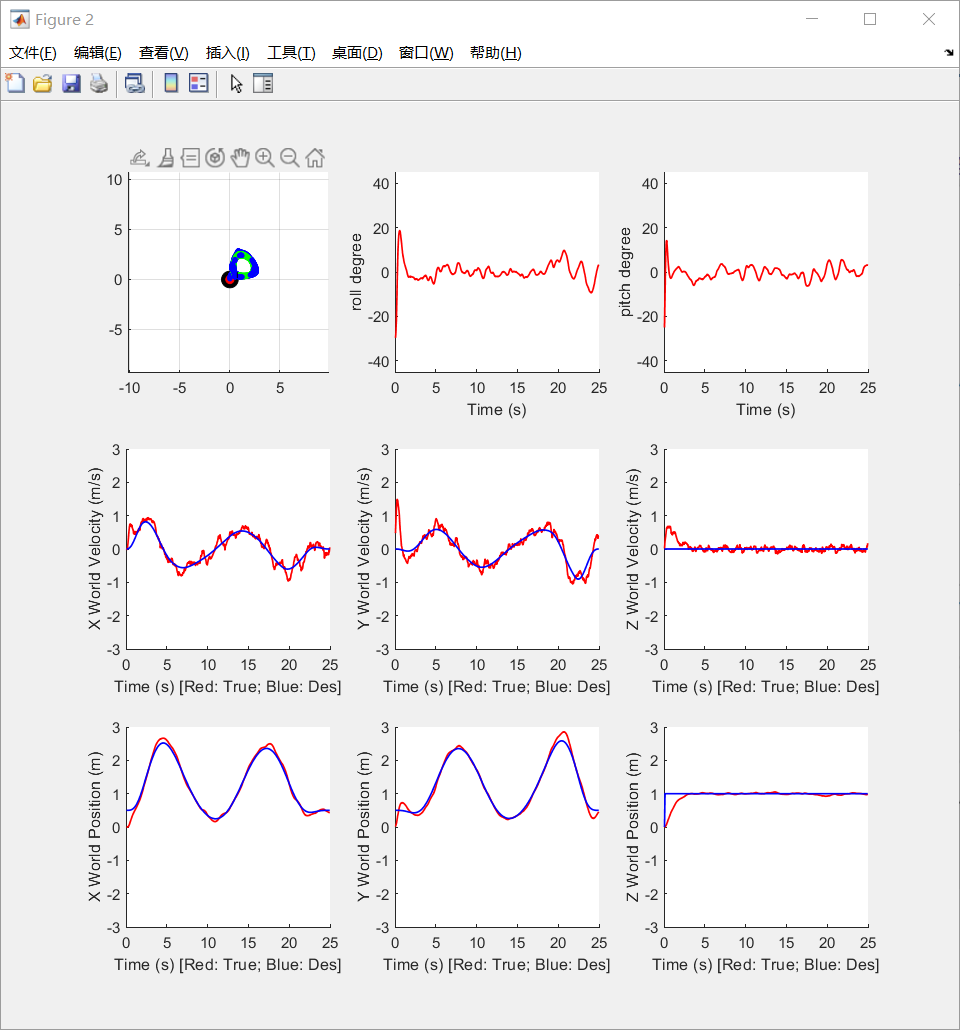 Figure 2
文件(F) 编辑(E) 查看(V) 插入(I) 工具(T) 桌面(D) 窗口(W) 帮助(H)
10
5
0
-5
-10 -5 0 5
roll degree
40
20
0
-20
-40
0 5 10 15 20 25
Time (s)
pitch degree
40
20
0
-20
-40
0 5 10 15 20 25
Time (s)
X World Velocity (m/s)
3
2
1
0
-1
-2
-3
0 5 10 15 20 25
Time (s) [Red: True; Blue: Des]
Y World Velocity (m/s)
3
2
1
0
-1
-2
-3
0 5 10 15 20 25
Time (s) [Red: True; Blue: Des]
Z World Velocity (m/s)
3
2
1
0
-1
-2
-3
0 5 10 15 20 25
Time (s) [Red: True; Blue: Des]
X World Position (m)
3
2
1
0
-1
-2
-3
0 5 10 15 20 25
Time (s) [Red: True; Blue: Des]
Y World Position (m)
3
2
1
0
-1
-2
-3
0 5 10 15 20 25
Time (s) [Red: True; Blue: Des]
Z World Position (m)
3
2
1
0
-1
-2
-3
0 5 10 15 20 25
Time (s) [Red: True; Blue: Des]